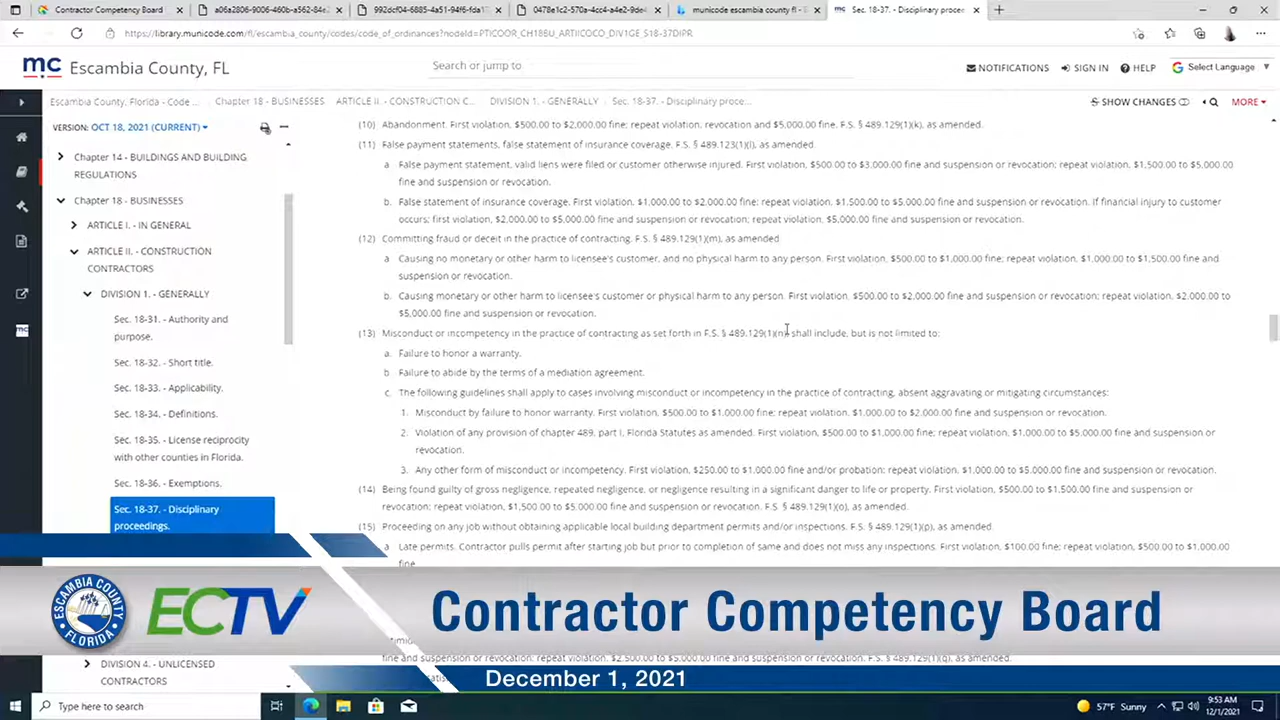 Contractor Competency Board
a06a2806-9006-460b-a562-84e
992dcf04-6885-4a51-94f6-fda1
0478e1c2-570a-4cc4-a4e2-9de
municode escambia county fl - 
Sec. 18-37. - Disciplinary proce
https://library.municode.com/fl/escambia_county/codes/code_of_ordinances?nodeId=PTICOOR_CH18BU_ARTIICOCO_DIV1GE_S18-37DIPR
mc Escambia County, FL
Search or jump to
NOTIFICATIONS SIGN IN HELP Select Language
Escambia County, Florida - Code ... Chapter 18 - BUSINESSES ARTICLE II. - CONSTRUCTION C... DIVISION 1. - GENERALLY Sec. 18-37. - Disciplinary proce...
SHOW CHANGES MORE
VERSION: OCT 18, 2021 (CURRENT)
Chapter 14 - BUILDINGS AND BUILDING
REGULATIONS
Chapter 18 - BUSINESSES
ARTICLE I. - IN GENERAL
ARTICLE II. - CONSTRUCTION
CONTRACTORS
DIVISION 1. - GENERALLY
Sec. 18-31. - Authority and
purpose.
Sec. 18-32. - Short title.
Sec. 18-33. - Applicability.
Sec. 18-34. - Definitions.
Sec. 18-35. - License reciprocity
with other counties in Florida.
Sec. 18-36. - Exemptions.
Sec. 18-37. - Disciplinary
proceedings.
(10) Abandonment. First violation, $500.00 to $2,000.00 fine; repeat violation, revocation and $5,000.00 fine. F.S. § 489.129(1)(k), as amended.
(11) False payment statements, false statement of insurance coverage. F.S. § 489.123(1)(l), as amended
a False payment statement, valid liens were filed or customer otherwise injured. First violation, $500.00 to $3,000.00 fine and suspension or revocation; repeat violation, $1,500.00 to $5,000.00
fine and suspension or revocation.
b. False statement of insurance coverage. First violation, $1,000.00 to $2,000.00 fine; repeat violation, $1,500.00 to $5,000.00 fine and suspension or revocation. If financial injury to customer
occurs; first violation, $2,000.00 to $5,000.00 fine and suspension or revocation; repeat violation, $5,000.00 fine and suspension or revocation.
(12) Committing fraud or deceit in the practice of contracting. F.S. § 489.129(1)(m), as amended
a Causing no monetary or other harm to licensee's customer, and no physical harm to any person. First violation, $500.00 to $1,000.00 fine; repeat violation, $1,000.00 to $1,500.00 fine and
suspension or revocation.
b. Causing monetary or other harm to licensee's customer or physical harm to any person. First violation, $500.00 to $2,000.00 fine and suspension or revocation; repeat violation, $2,000.00 to
$5,000.00 fine and suspension or revocation.
(13) Misconduct or incompetency in the practice of contracting as set forth in F.S. § 489.129(1)(n), shall include, but is not limited to:
a. Failure to honor a warranty.
b Failure to abide by the terms of a mediation agreement.
c. The following guidelines shall apply to cases involving misconduct or incompetency in the practice of contracting, absent aggravating or mitigating circumstances:
1. Misconduct by failure to honor warranty. First violation, $500.00 to $1,000.00 fine; repeat violation, $1,000.00 to $2,000.00 fine and suspension or revocation.
2. Violation of any provision of chapter 489, part I, Florida Statutes as amended. First violation, $500.00 to $1,000.00 fine; repeat violation, $1,000.00 to $5,000.00 fine and suspension or
revocation.
3. Any other form of misconduct or incompetency. First violation, $250.00 to $1,000.00 fine and/or probation; repeat violation, $1,000.00 to $5,000.00 fine and suspension or revocation.
(14) Being found guilty of gross negligence, repeated negligence, or negligence resulting in a significant danger to life or property. First violation, $500.00 to $1,500.00 fine and suspension or
revocation; repeat violation, $1,500.00 to $5,000.00 fine and suspension or revocation. F.S. § 489.129(1)(o), as amended.
(15) Proceeding on any job without obtaining applicable local building department permits and/or inspections. F.S. § 489.129(1)(p), as amended.
a Late permits. Contractor pulls permit after starting job but prior to completion of same and does not miss any inspections. First violation, $100.00 fine; repeat violation, $500.00 to $1,000.00
fine
ESCAMBIA COUNTY
FLORIDA
ECTV
Contractor Competency Board
fine and suspension or revocation; repeat violation, $2,500.00 to $5,000.00 fine and suspension or revocation. F.S. § 489.129(1)(q), as amended.
DIVISION 4. - UNLICENSED
CONTRACTORS
December 1, 2021
Type here to search
57°F Sunny
9:53 AM
12/1/2021